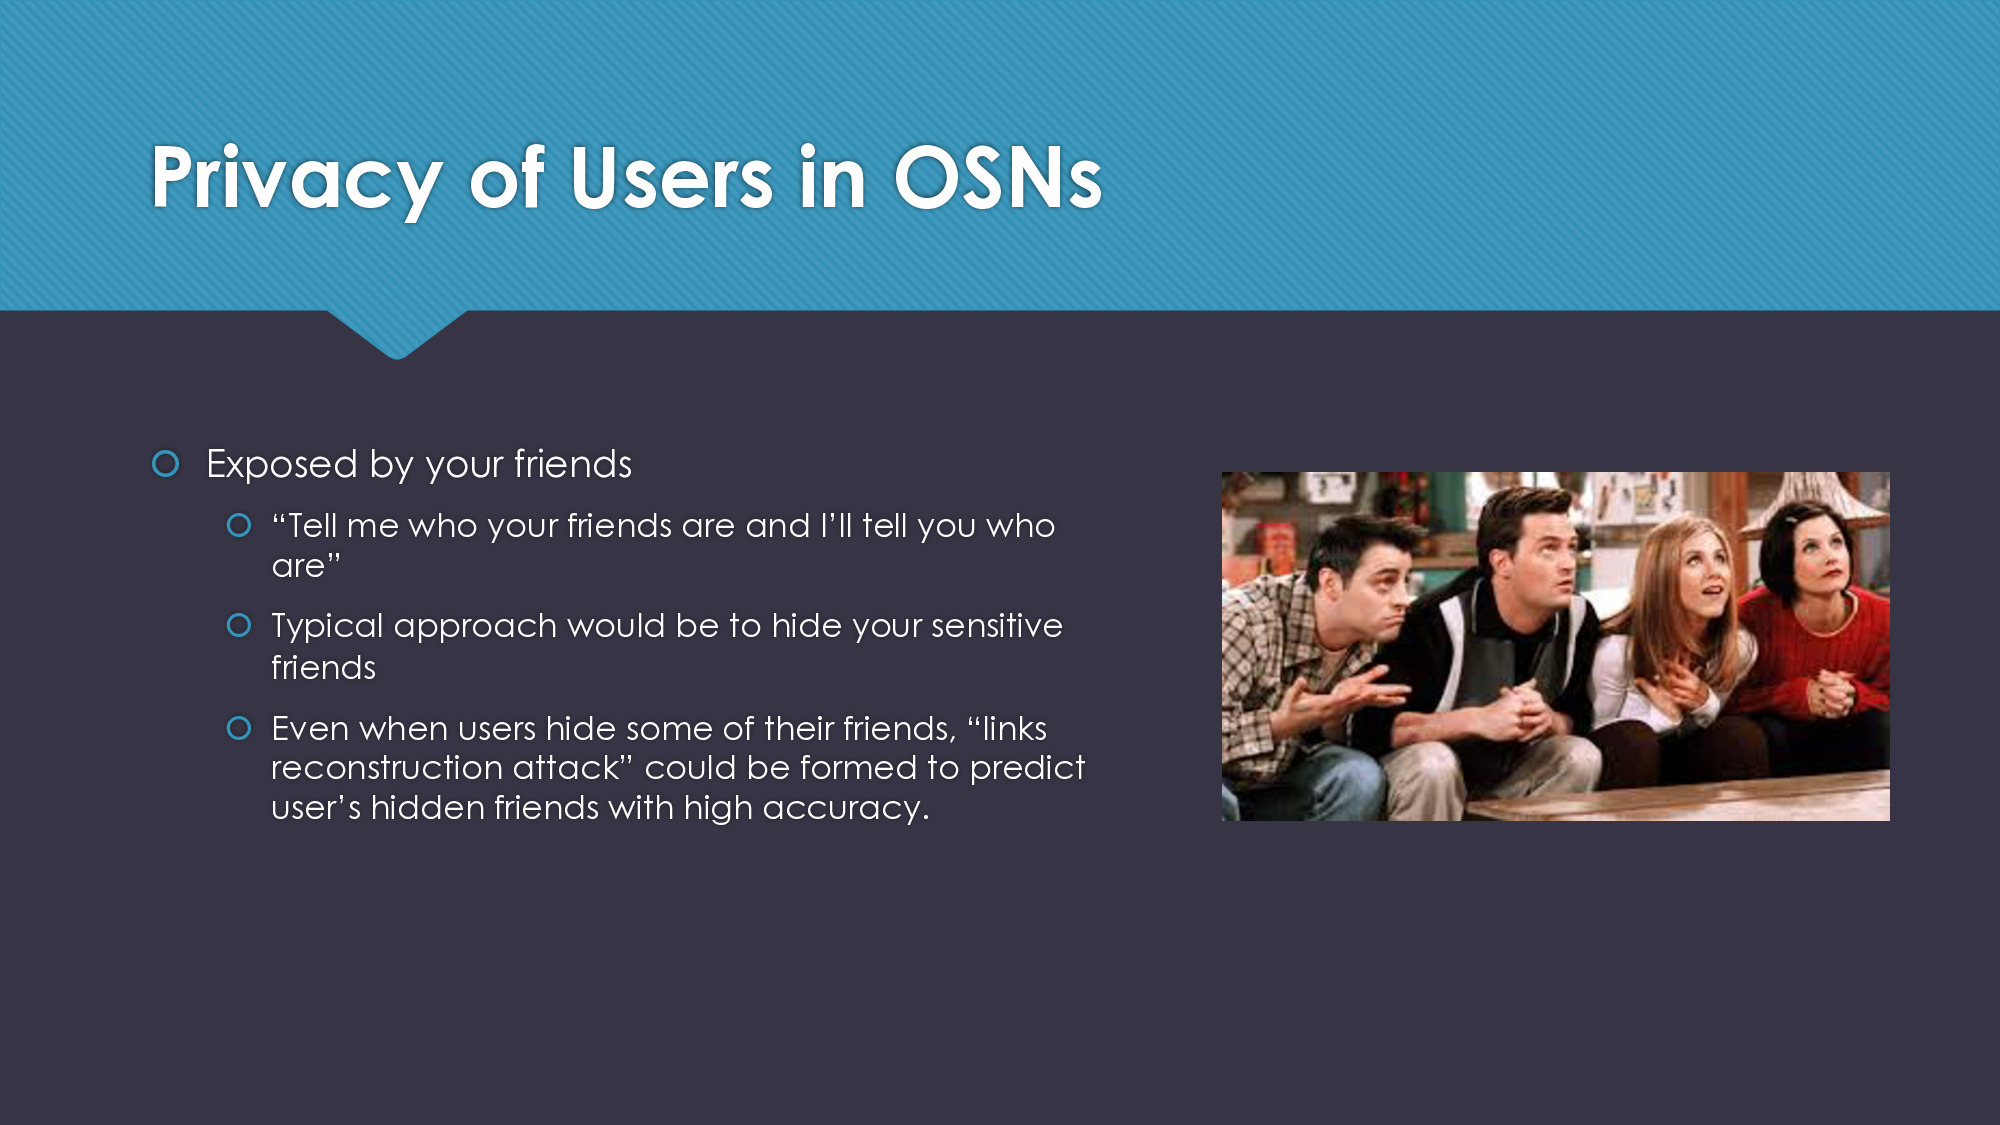 Privacy of Users in OSNs
Exposed by your friends
“Tell me who your friends are and I’ll tell you who
are”
Typical approach would be to hide your sensitive
friends
Even when users hide some of their friends, “links
reconstruction attack” could be formed to predict
user’s hidden friends with high accuracy.